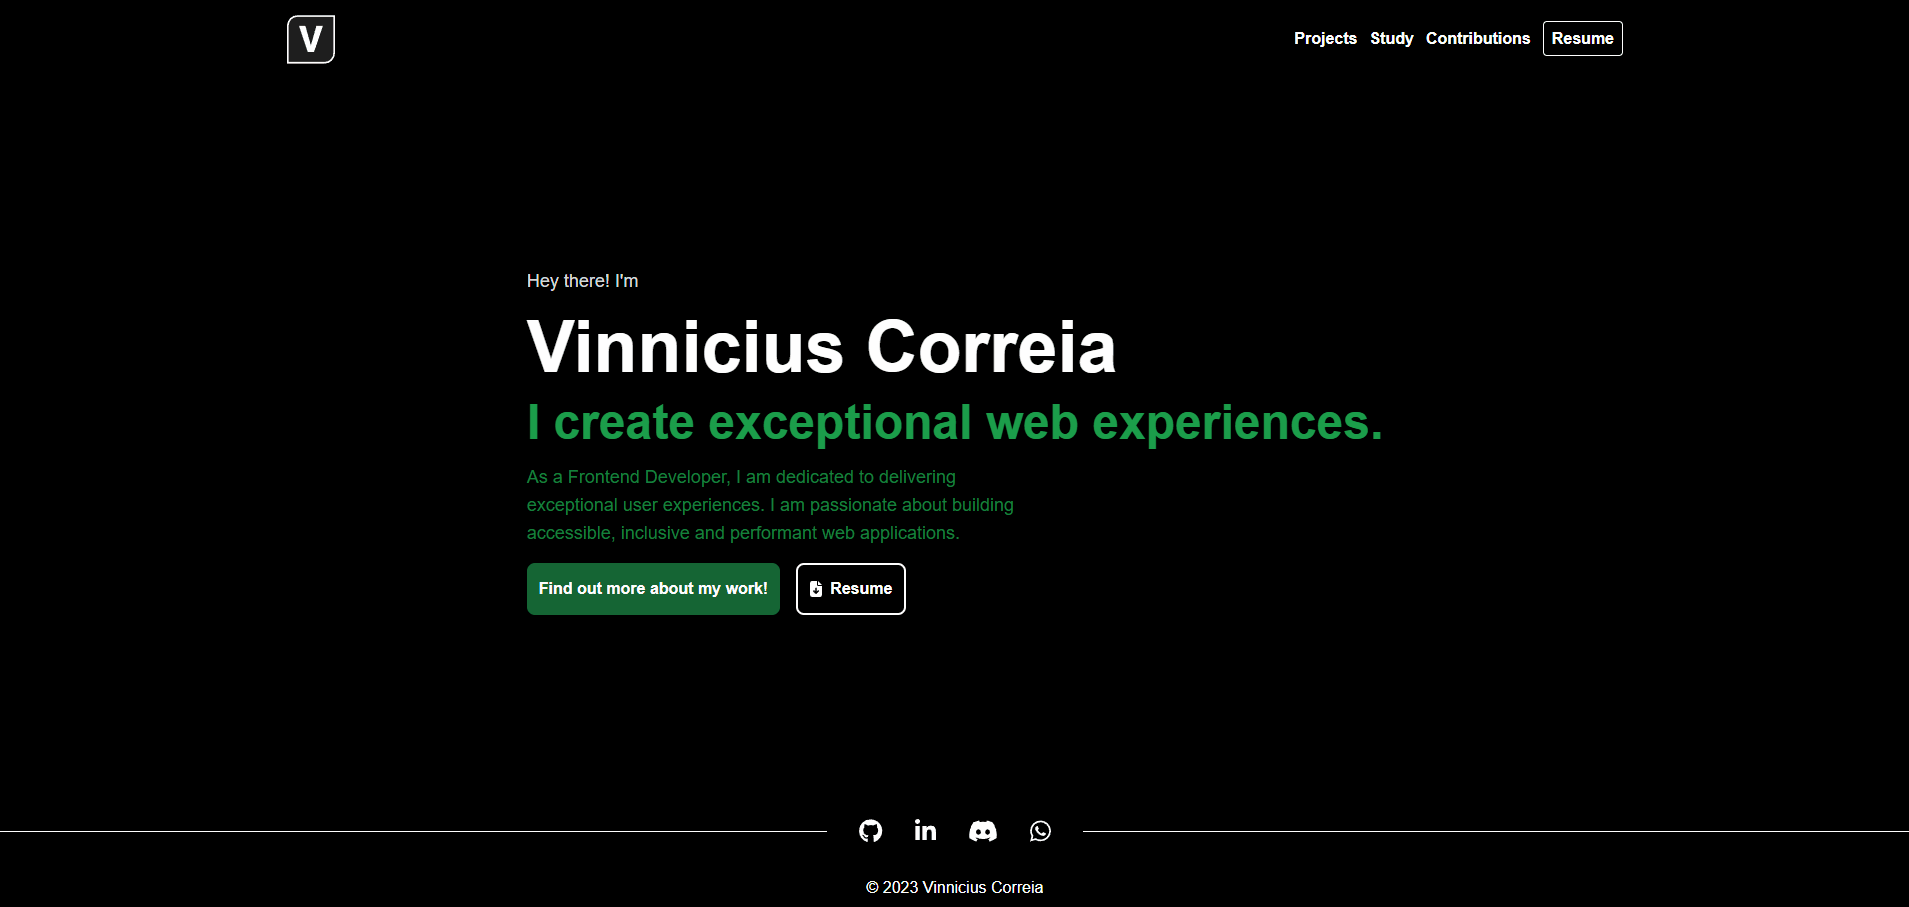 V
Projects Study Contributions Resume
Hey there! I'm
Vinnicius Correia
I create exceptional web experiences.
As a Frontend Developer, I am dedicated to delivering
exceptional user experiences. I am passionate about building
accessible, inclusive and performant web applications.
Find out more about my work! Resume
in
© 2023 Vinnicius Correia